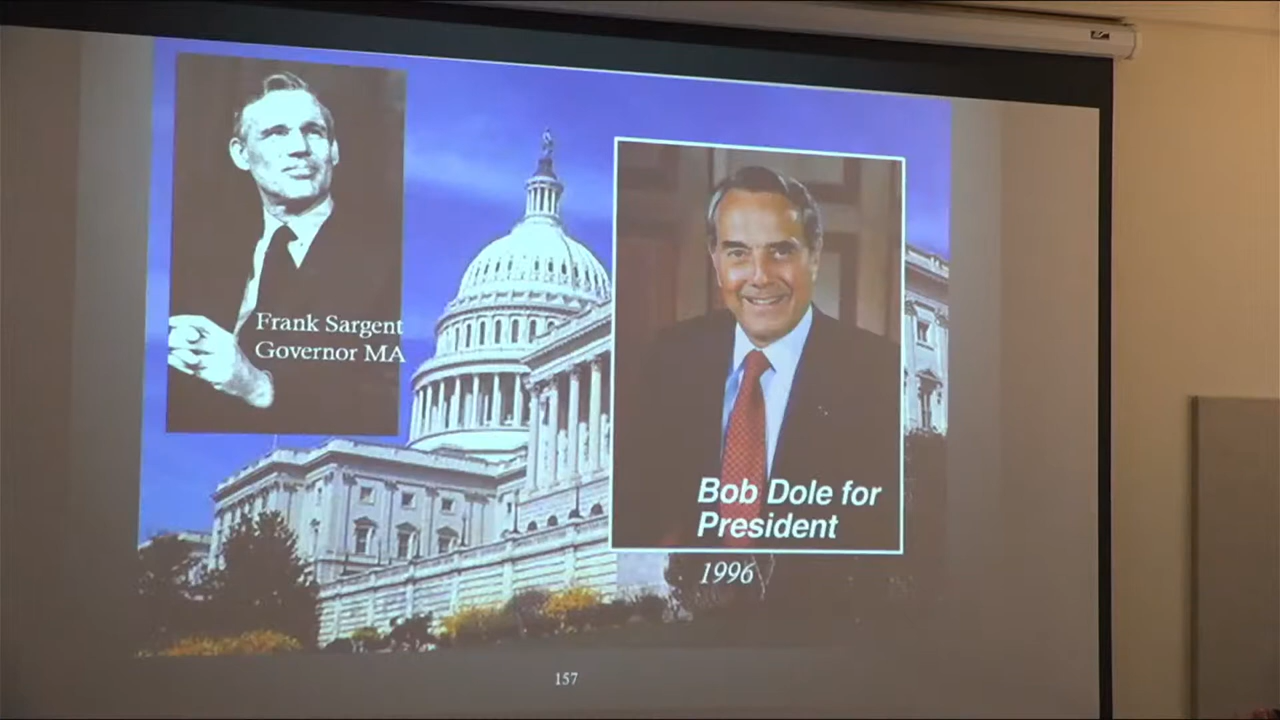 Frank Sargent
Governor MA
Bob Dole for
President
1996
157